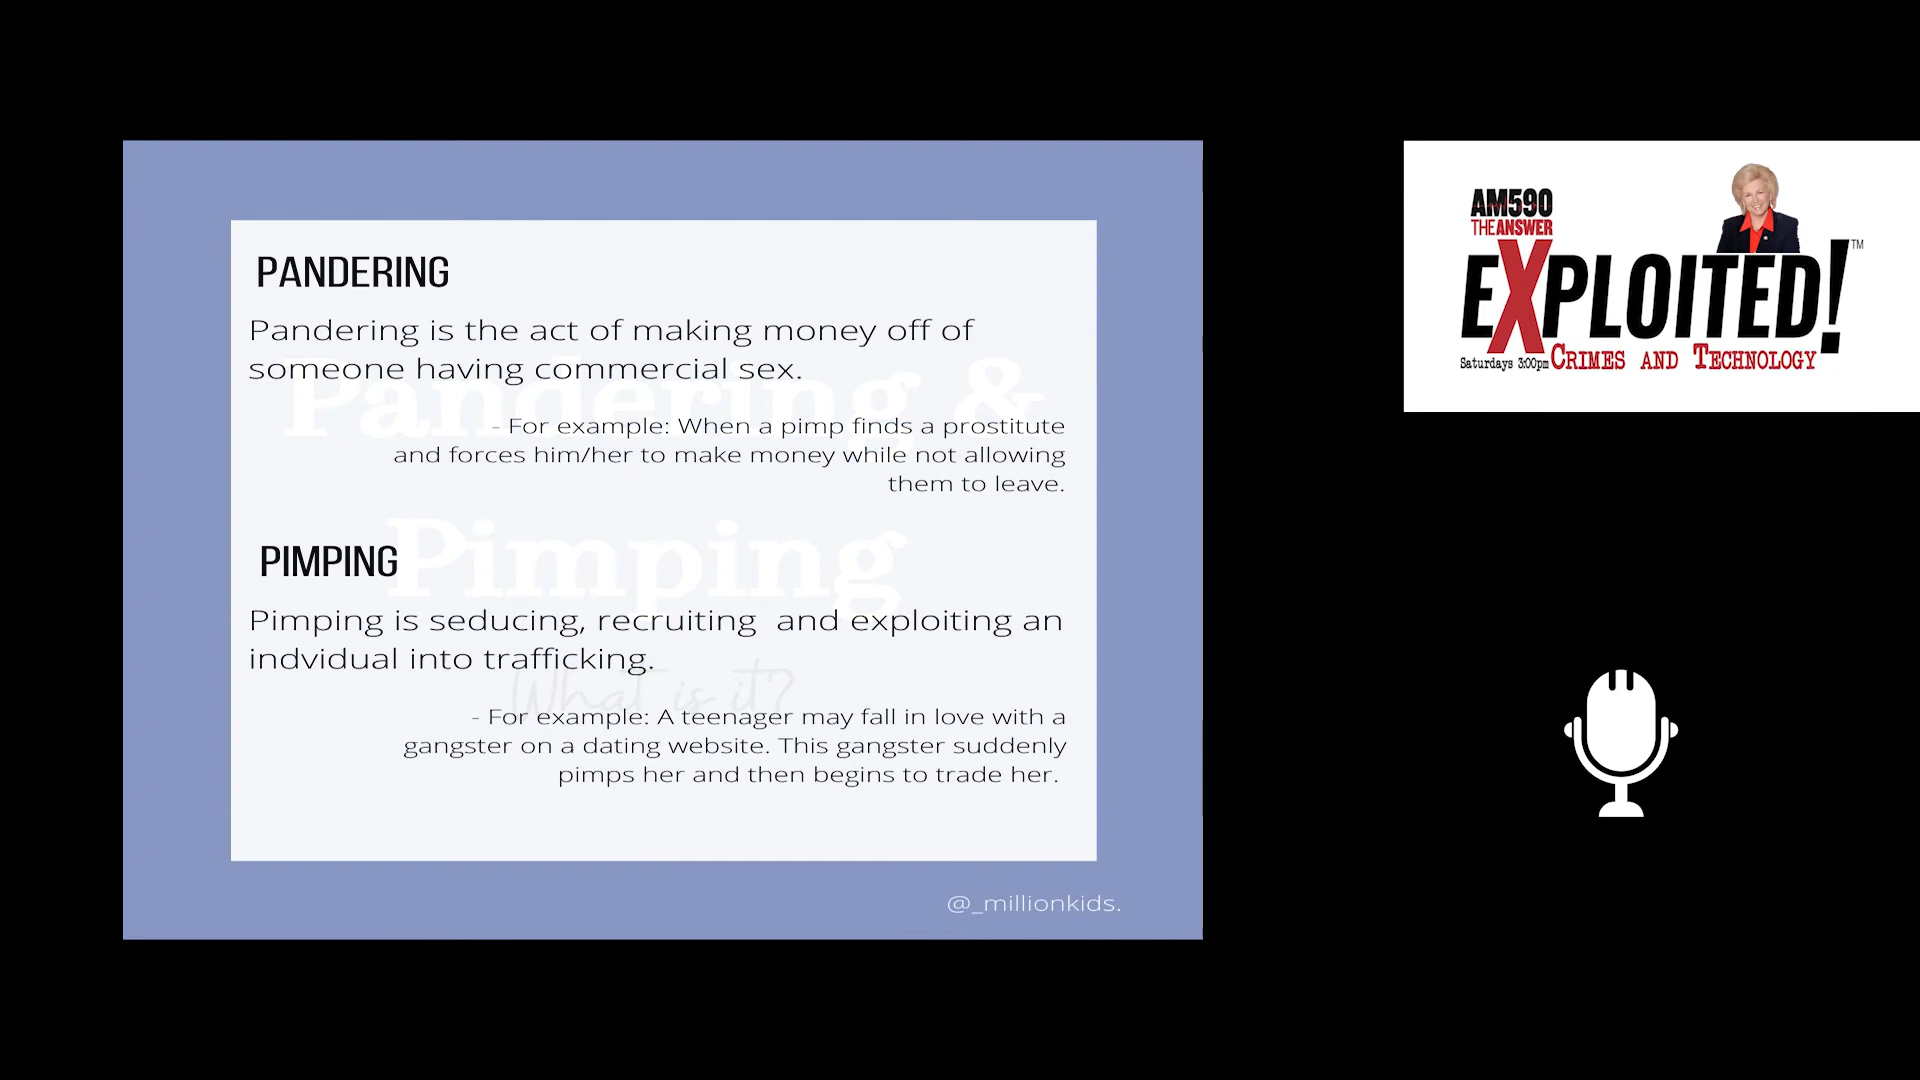 PANDERING
Pandering is the act of making money off of
someone having commercial sex.
Pandering &
- For example: When a pimp finds a prostitute
and forces him/her to make money while not allowing
them to leave.
PIMPING
Pimping
Pimping is seducing, recruiting  and exploiting an
indvidual into trafficking.
What is it?
- For example: A teenager may fall in love with a
gangster on a dating website. This gangster suddenly
pimps her and then begins to trade her.
@_millionkids.
AM590
THE ANSWER
EXPLOITED!™
Saturdays 3:00pm CRIMES AND TECHNOLOGY